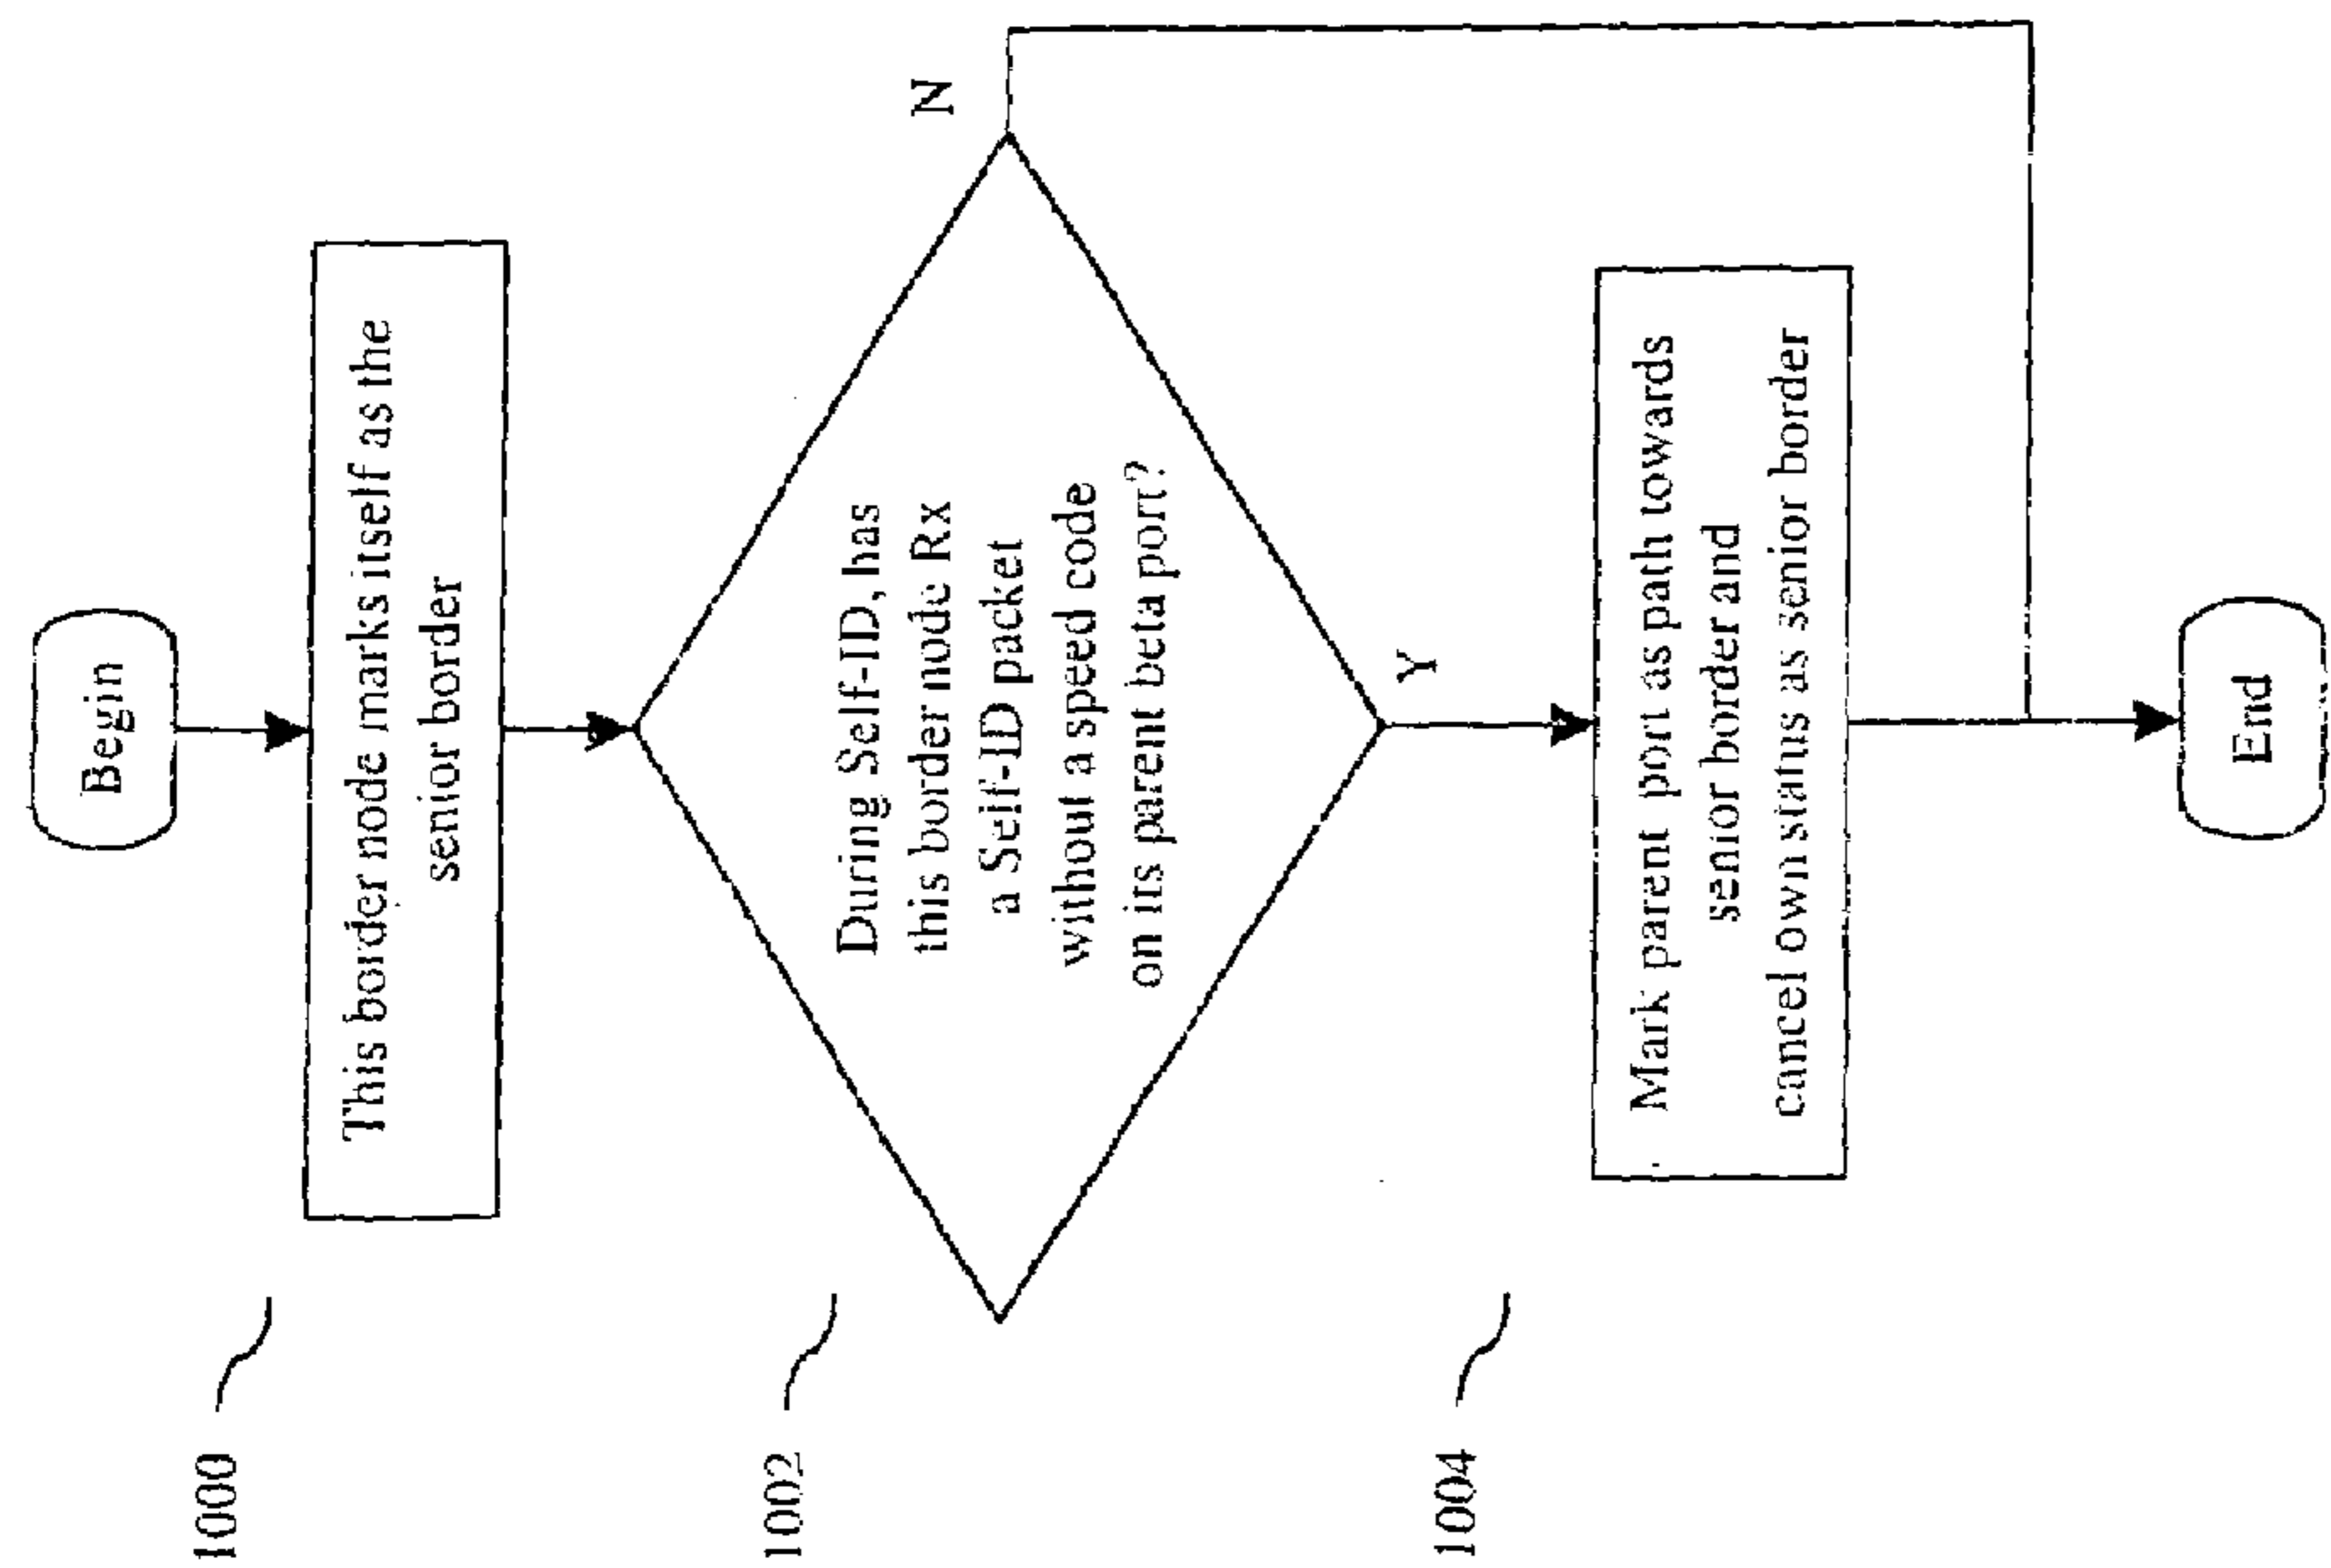 Begin
1000
This border node marks itself as the
senior border
1002
During Self-ID, has
this border node Rx
a Self-ID packet
without a speed code
on its parent beta port?
N
Y
1004
Mark parent port as path towards
senior border and
cancel own status as senior border
End